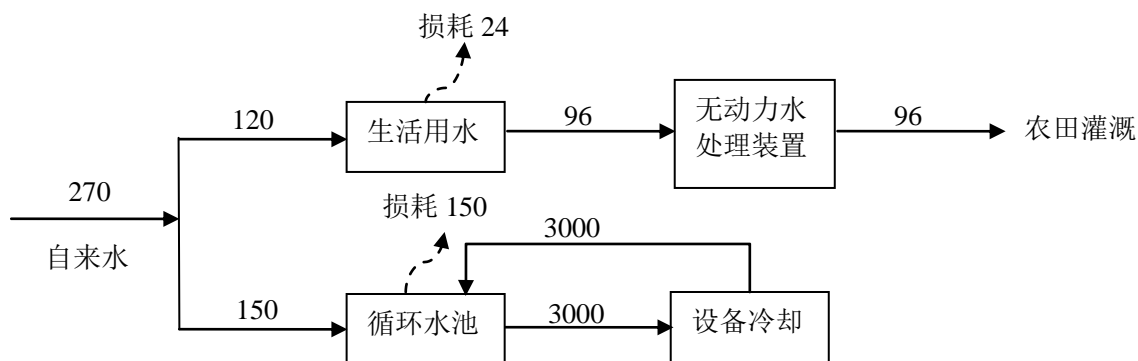 损耗 24
120
生活用水
96
无动力水
处理装置
96
农田灌溉
270
自来水
损耗 150
3000
150
循环水池
3000
设备冷却